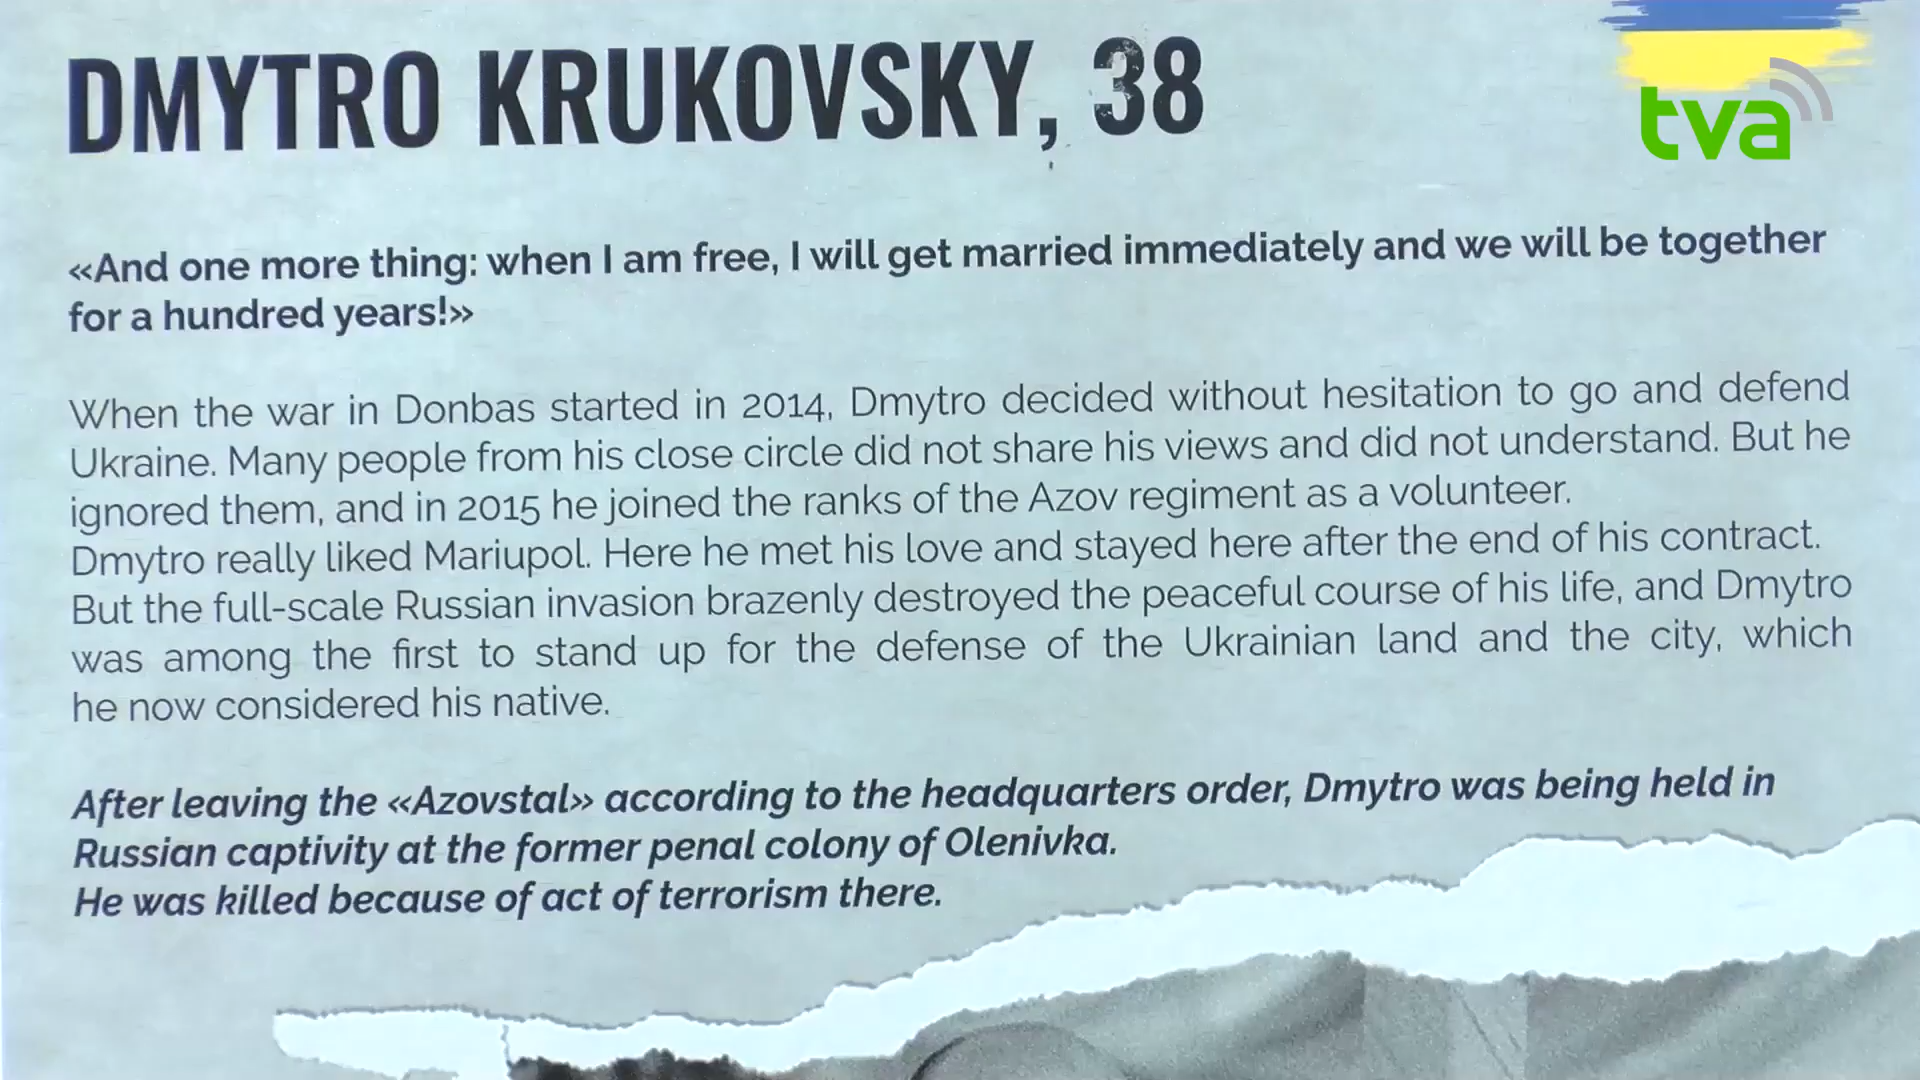 DMYTRO KRUKOVSKY, 38
tva
«And one more thing: when I am free, I will get married immediately and we will be together
for a hundred years!»
When the war in Donbas started in 2014, Dmytro decided without hesitation to go and defend
Ukraine. Many people from his close circle did not share his views and did not understand. But he
ignored them, and in 2015 he joined the ranks of the Azov regiment as a volunteer.
Dmytro really liked Mariupol. Here he met his love and stayed here after the end of his contract.
But the full-scale Russian invasion brazenly destroyed the peaceful course of his life, and Dmytro
was among the first to stand up for the defense of the Ukrainian land and the city, which
he now considered his native.
After leaving the «Azovstal» according to the headquarters order, Dmytro was being held in
Russian captivity at the former penal colony of Olenivka.
He was killed because of act of terrorism there.